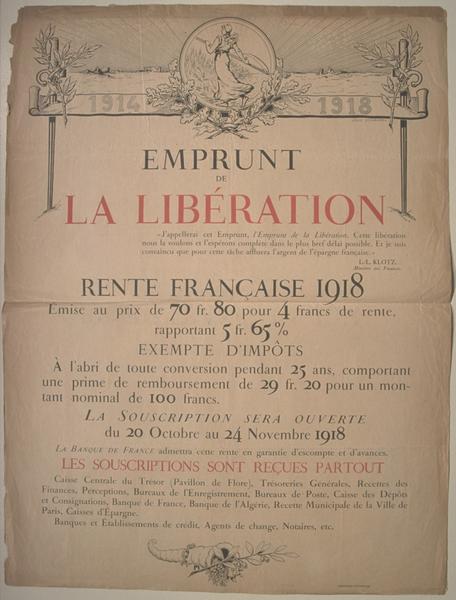 1914 1918
EMPRUNT
DE
LA LIBÉRATION
«J'appellerai cet Emprunt, l'Emprunt de la Libération. Cette libération
nous la voulons et l'espérons complète dans le plus bref délai possible. Et je suis
convaincu que pour cette tâche affluera l'argent de l'épargne française.»
L.-L. KLOTZ,
Ministre des Finances.
RENTE FRANÇAISE 1918
Émise au prix de 70 fr. 80 pour 4 francs de rente,
rapportant 5 fr. 65 %
EXEMPTE D'IMPÔTS
À l'abri de toute conversion pendant 25 ans, comportant
une prime de remboursement de 29 fr. 20 pour un mon-
tant nominal de 100 francs.
LA SOUSCRIPTION SERA OUVERTE
du 20 Octobre au 24 Novembre 1918
LA BANQUE DE FRANCE admettra cette rente en garantie d'escompte et d'avances.
LES SOUSCRIPTIONS SONT REÇUES PARTOUT
Caisse Centrale du Trésor (Pavillon de Flore), Trésoreries Générales, Recettes des
Finances, Perceptions, Bureaux de l'Enregistrement, Bureaux de Poste, Caisse des Dépôts
et Consignations, Banque de France, Banque de l'Algérie, Recette Municipale de la Ville de
Paris, Caisses d'Épargne.
Banques et Établissements de crédit, Agents de change, Notaires, etc.